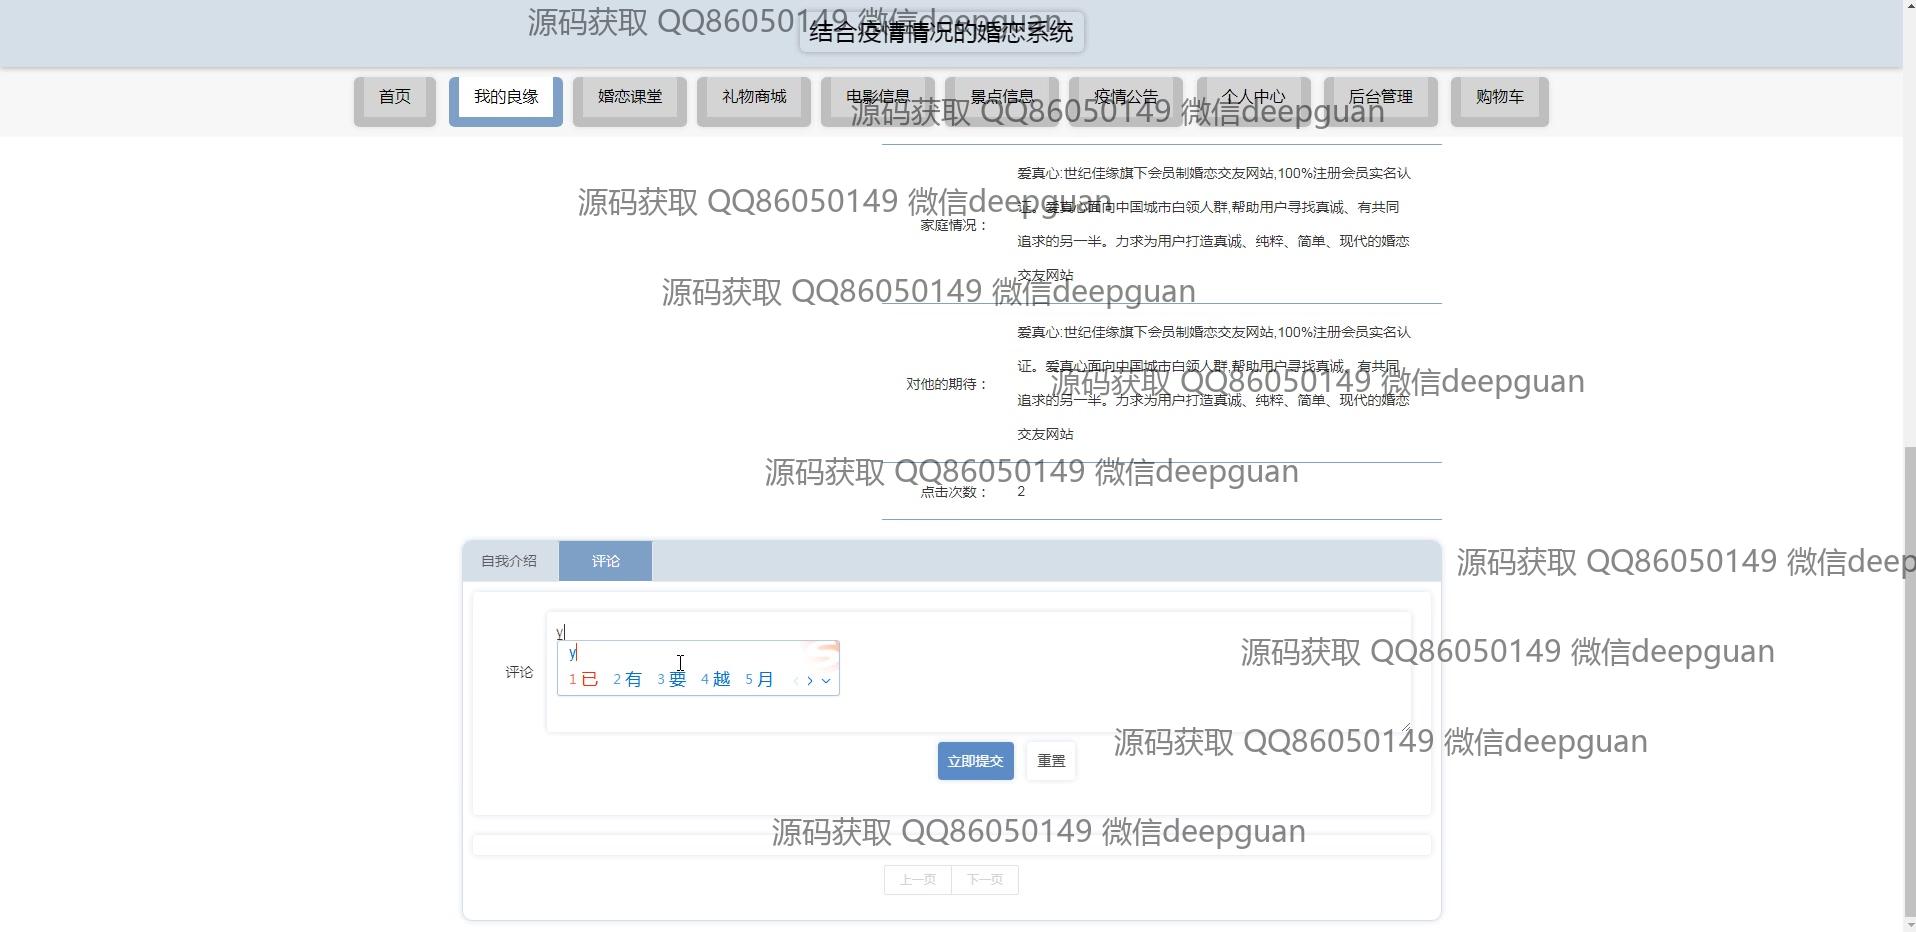 源码获取 QQ86050149 微信deepguan
结合疫情情况的婚恋系统
首页 我的良缘 婚恋课堂 礼物商城 电影信息 景点信息 疫情公告 个人中心 后台管理 购物车
源码获取 QQ86050149 微信deepguan
爱真心:世纪佳缘旗下会员制婚恋交友网站,100%注册会员实名认
源码获取 QQ86050149 微信deepguan
证。爱真心面向中国城市白领人群,帮助用户寻找真诚、有共同
家庭情况：
追求的另一半。力求为用户打造真诚、纯粹、简单、现代的婚恋
交友网站
源码获取 QQ86050149 微信deepguan
爱真心:世纪佳缘旗下会员制婚恋交友网站,100%注册会员实名认
证。爱真心面向中国城市白领人群,帮助用户寻找真诚、有共同
对他的期待：
源码获取 QQ86050149 微信deepguan
追求的另一半。力求为用户打造真诚、纯粹、简单、现代的婚恋
交友网站
源码获取 QQ86050149 微信deepguan
点击次数： 2
自我介绍 评论
源码获取 QQ86050149 微信deep
y
y
源码获取 QQ86050149 微信deepguan
评论
1 已 2 有 3 要 4 越 5 月
源码获取 QQ86050149 微信deepguan
立即提交 重置
源码获取 QQ86050149 微信deepguan
上一页 下一页